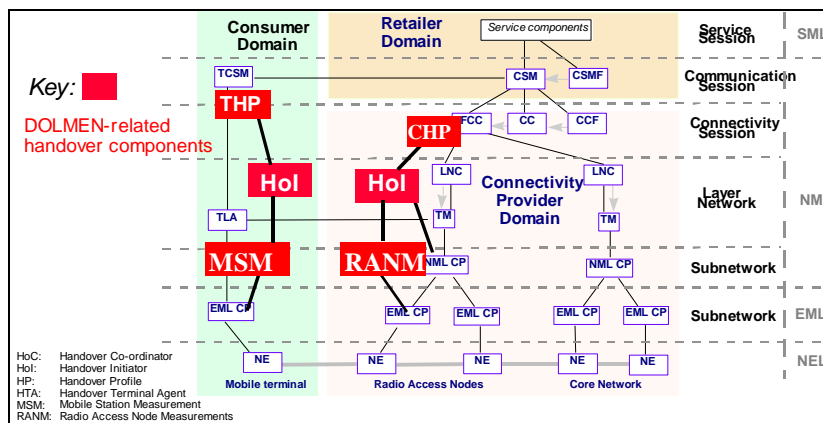 Consumer
Domain
Retailer
Domain
Service components
Service
Session
SML
TCSM
CSM
CSMF
Communication
Session
Key:
THP
DOLMEN-related
handover components
CHP
FCC
CC
CCF
Connectivity
Session
HoI
HoI
LNC
LNC
Connectivity
Provider
Domain
Layer
Network
NM
TLA
TM
TM
MSM
RANM
NML CP
NML CP
Subnetwork
EML CP
EML CP
EML CP
EML CP
EML CP
Subnetwork
EML
NE
NE
NE
NE
NE
NEL
Mobile terminal
Radio Access Nodes
Core Network
HoC: Handover Co-ordinator
HoI: Handover Initiator
HP: Handover Profile
HTA: Handover Terminal Agent
MSM: Mobile Station Measurement
RANM: Radio Access Node Measurements